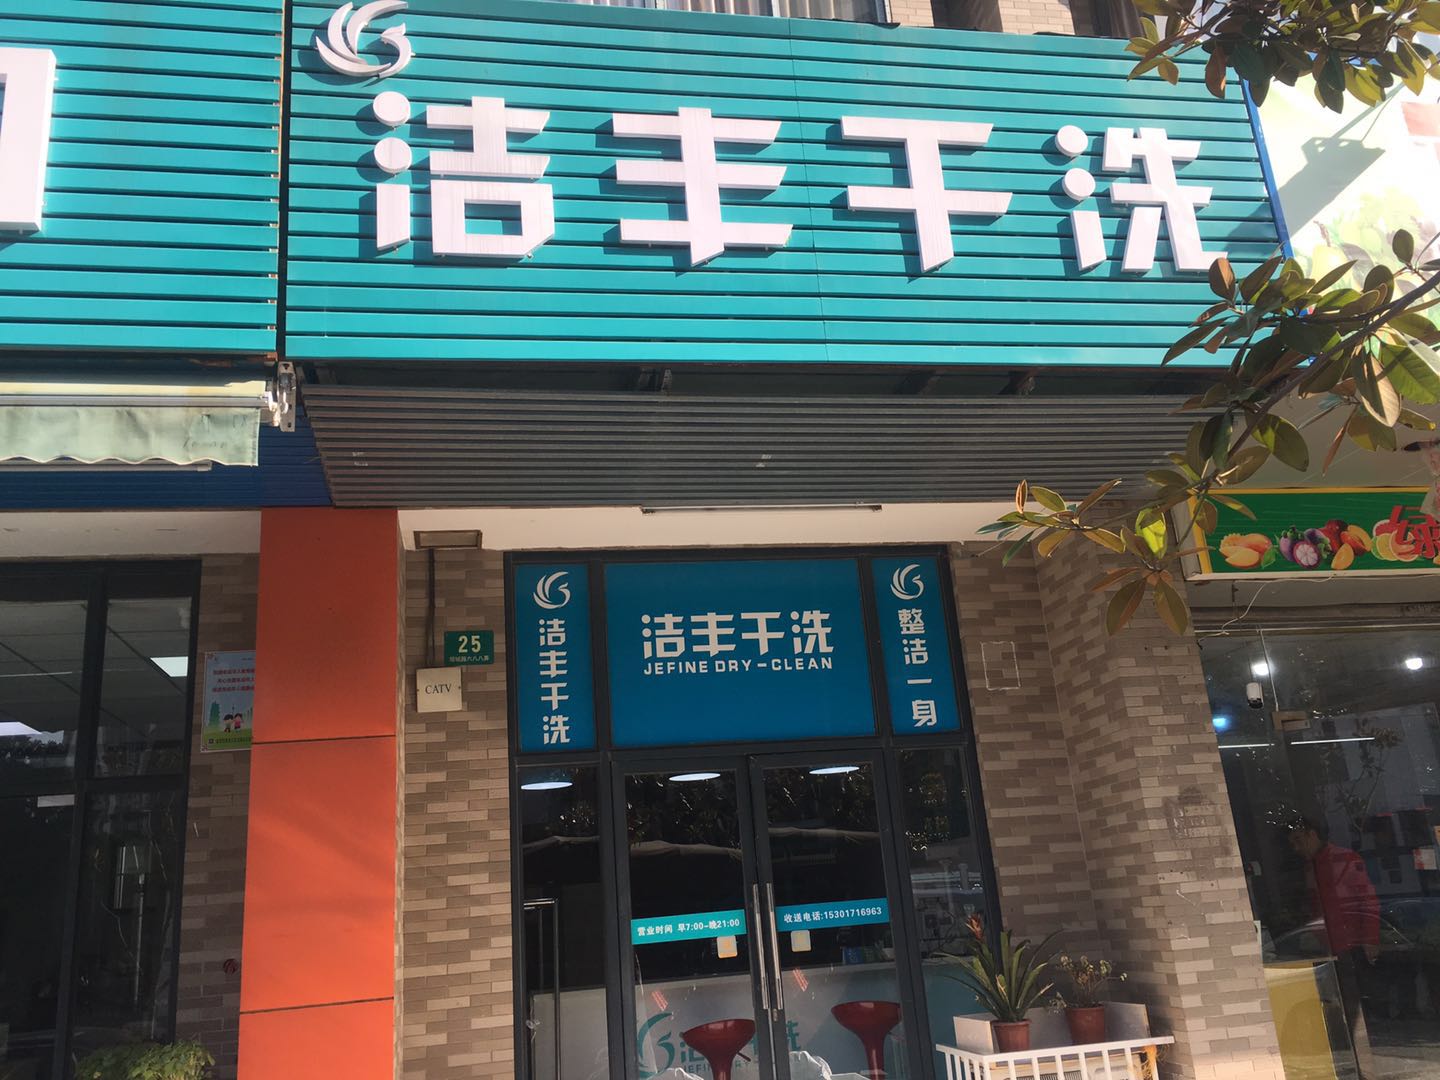 洁丰干洗
洁丰干洗
洁丰干洗
JEFINE DRY-CLEAN
整洁一身
25
CATV
营业时间 早7:00-晚21:00
收送电话:15301716963
绿